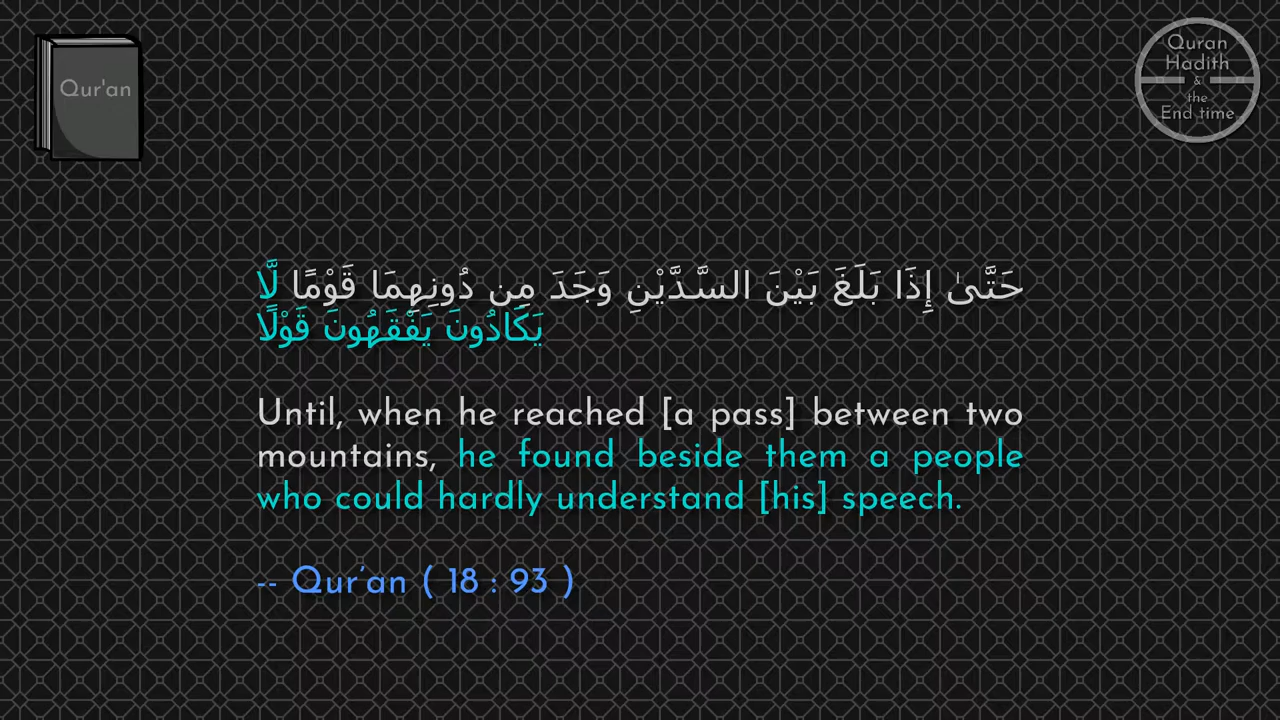 Qur'an
Quran
Hadith
&
the
End time
حَتَّىٰ إِذَا بَلَغَ بَيْنَ السَّدَّيْنِ وَجَدَ مِن دُونِهِمَا قَوْمًا لَّا
يَكَادُونَ يَفْقَهُونَ قَوْلًا
Until, when he reached [a pass] between two
mountains, he found beside them a people
who could hardly understand [his] speech.
-- Qur'an ( 18 : 93 )